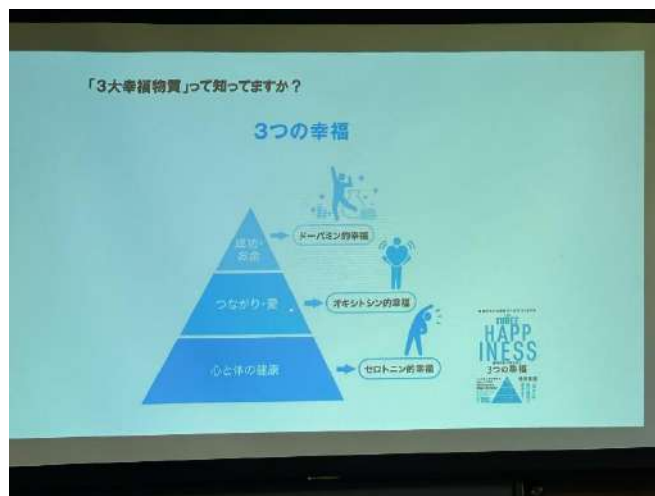 「3大幸福物質」って知ってますか？
3つの幸福
成功・
お金
ドーパミン的幸福
つながり・愛
オキシトシン的幸福
心と体の健康
セロトニン的幸福
THREE
HAPP
INESS
3つの幸福